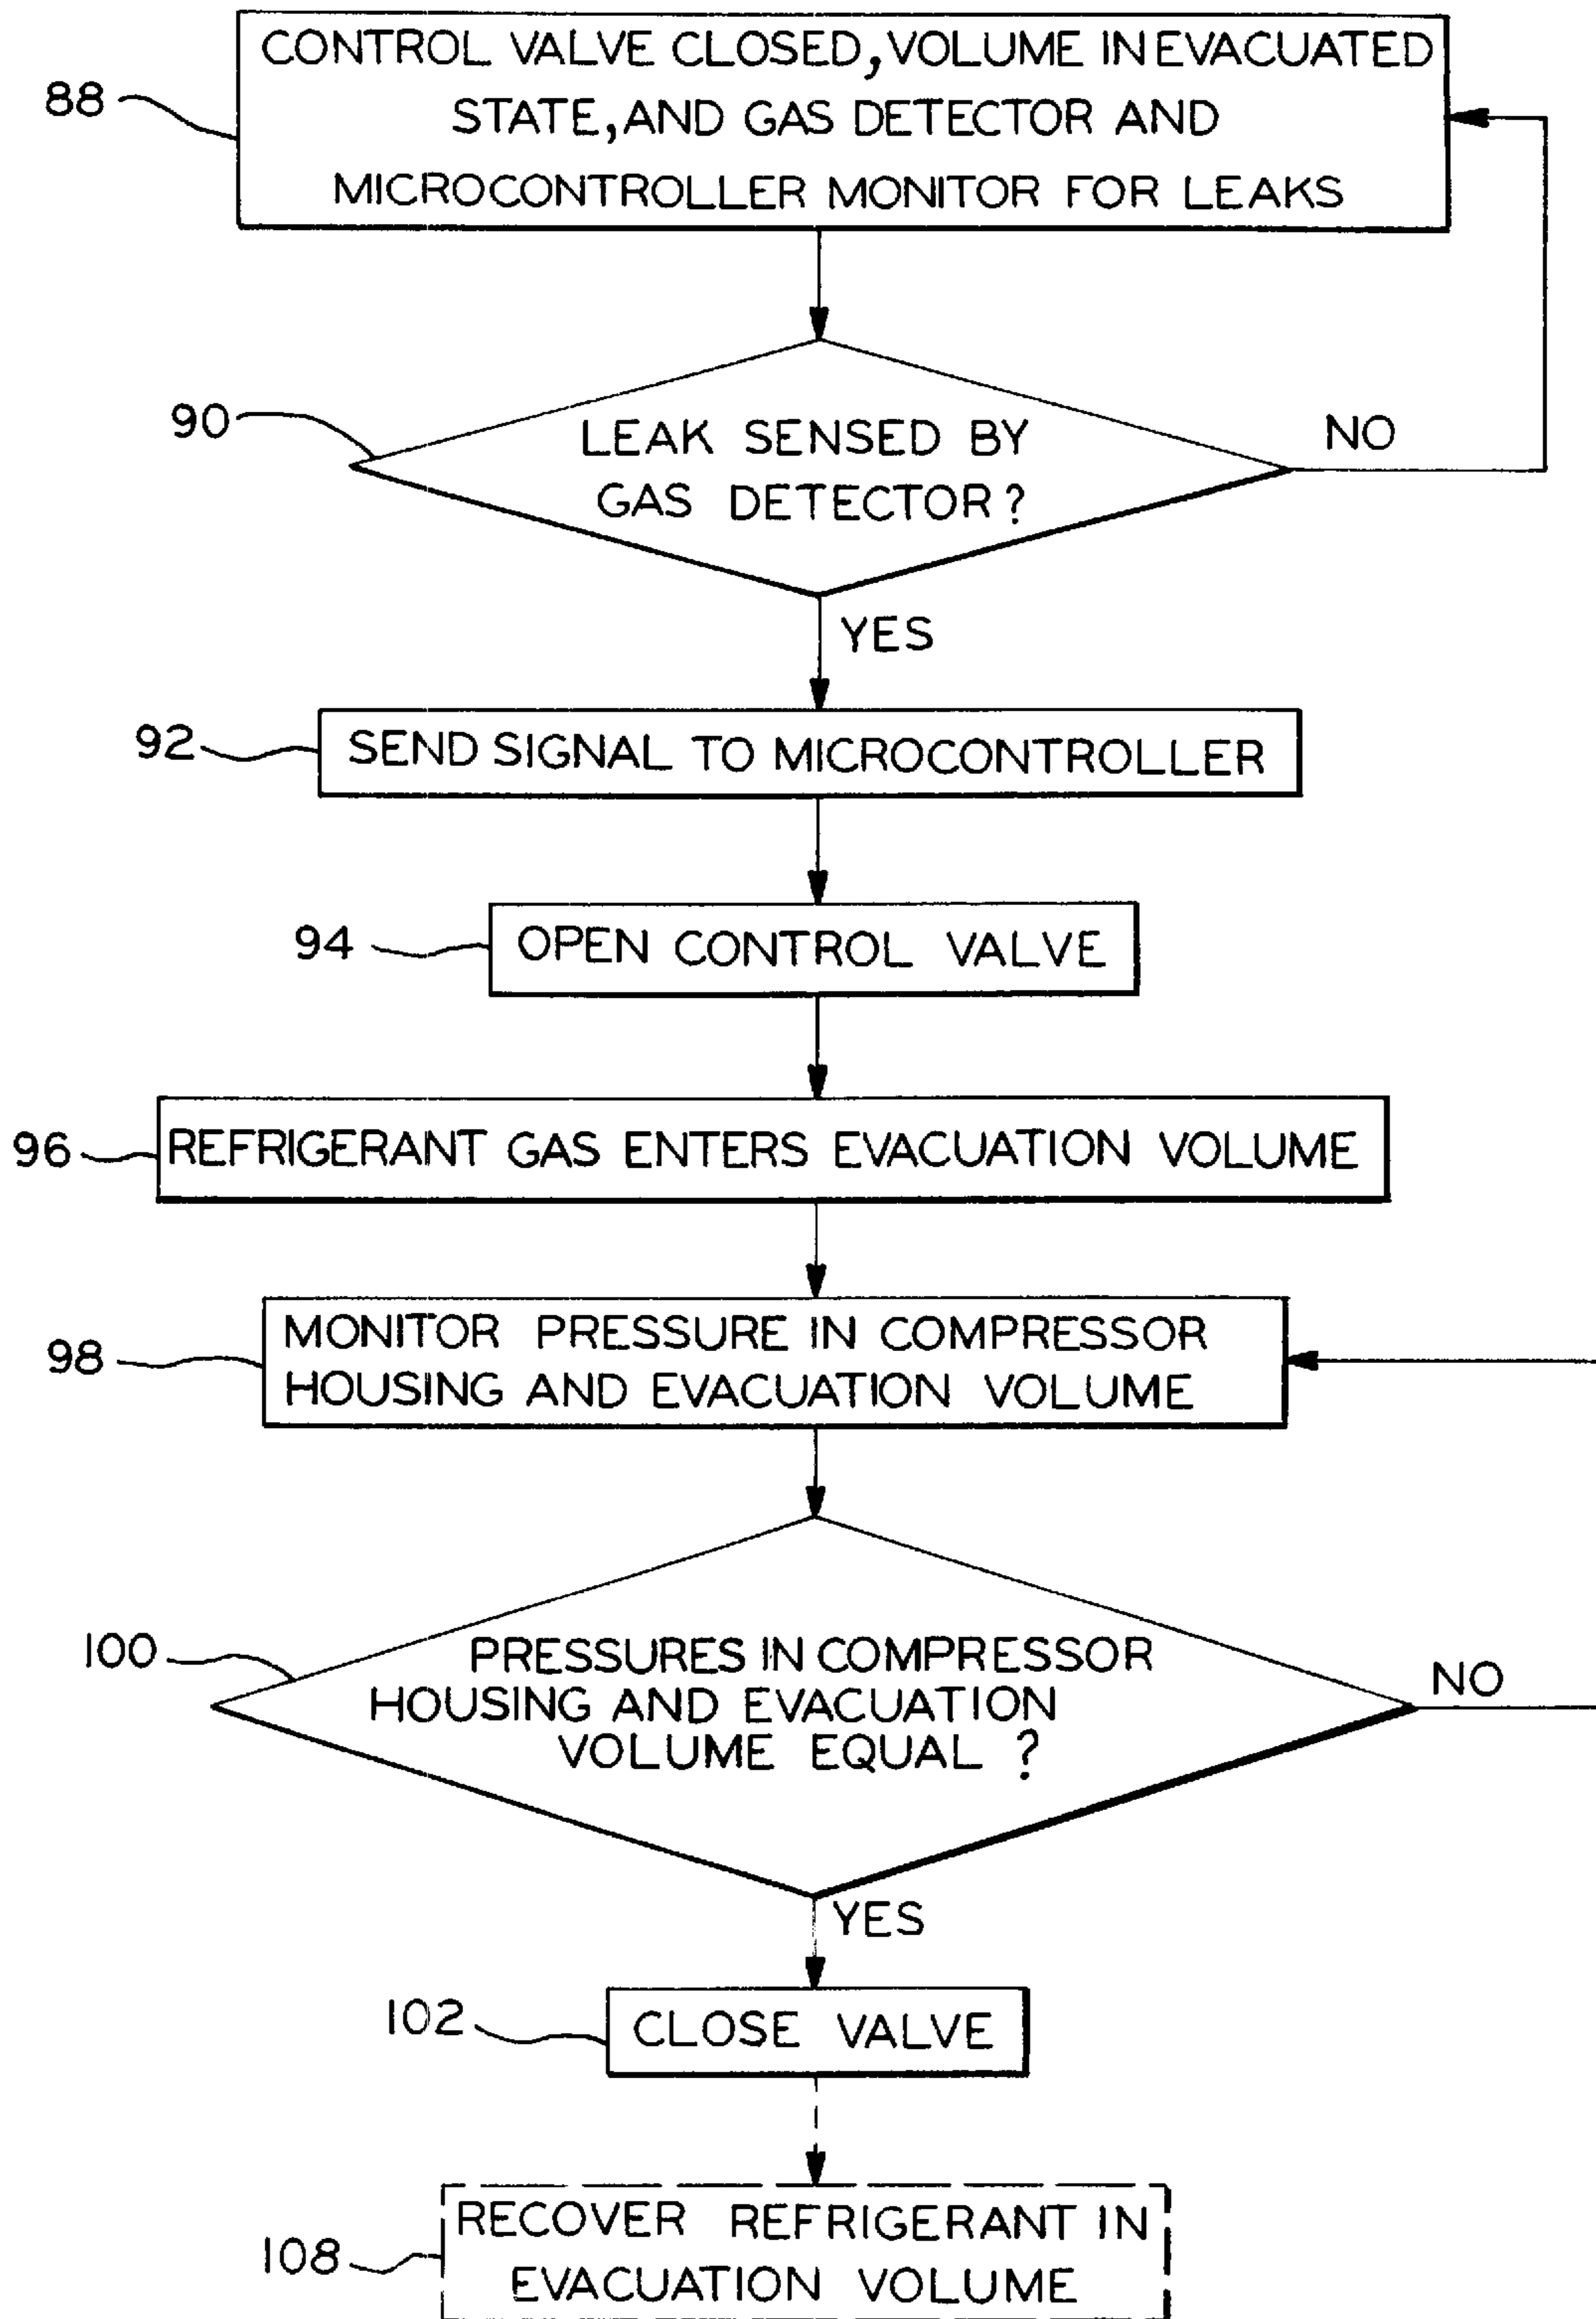 CONTROL VALVE CLOSED, VOLUME IN EVACUATED
STATE, AND GAS DETECTOR AND
MICROCONTROLLER MONITOR FOR LEAKS
88
90
LEAK SENSED BY
GAS DETECTOR?
NO
YES
92
SEND SIGNAL TO MICROCONTROLLER
94
OPEN CONTROL VALVE
96
REFRIGERANT GAS ENTERS EVACUATION VOLUME
98
MONITOR PRESSURE IN COMPRESSOR
HOUSING AND EVACUATION VOLUME
100
PRESSURES IN COMPRESSOR
HOUSING AND EVACUATION
VOLUME EQUAL ?
NO
YES
102
CLOSE VALVE
108
RECOVER REFRIGERANT IN
EVACUATION VOLUME